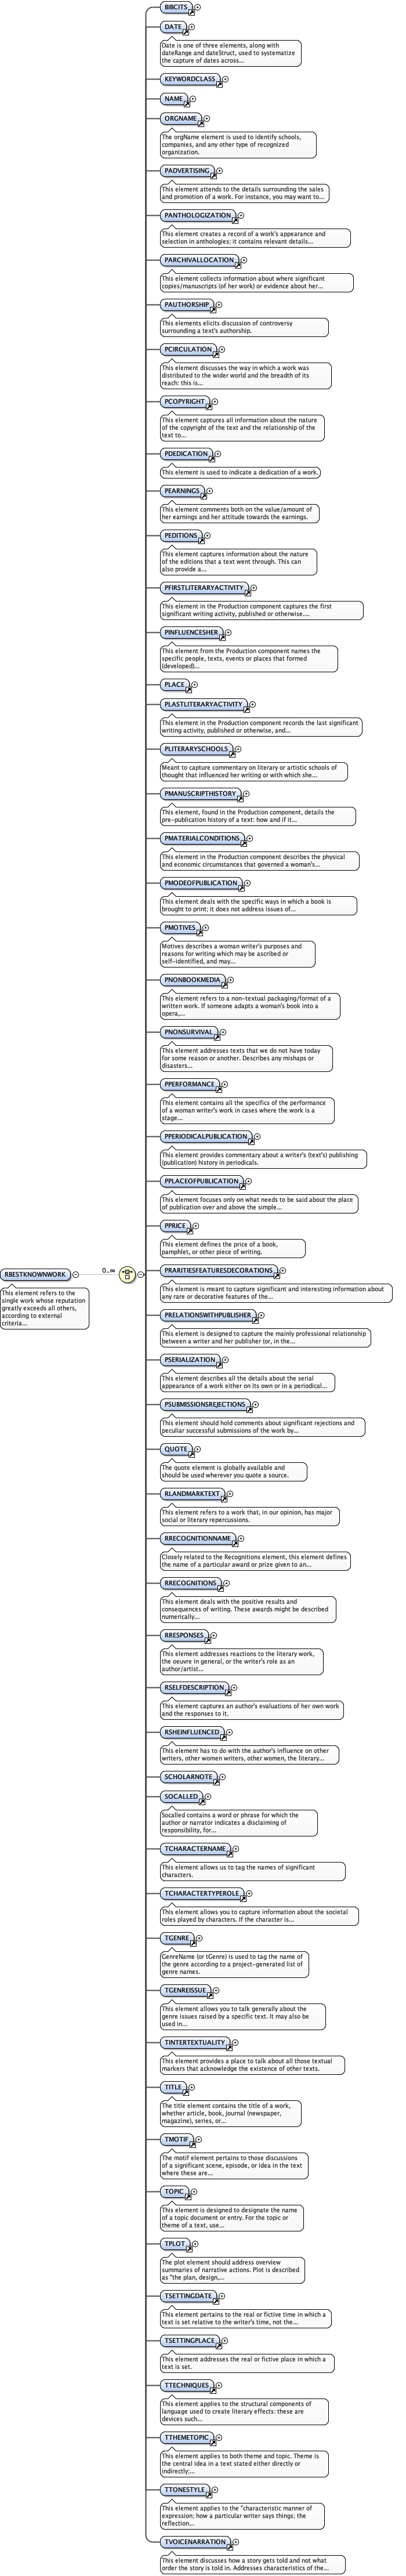 BIBCITS
DATE
Date is one of three elements, along with
dateRange and dateStruct, used to systematize
the capture of dates across...
KEYWORDCLASS
NAME
ORGNAME
The orgName element is used to identify schools,
companies, and any other type of recognized
organization.
PADVERTISING
This element attends to the details surrounding the sales
and promotion of a work. For instance, you may want to...
PANTHOLOGIZATION
This element creates a record of a work's appearance and
selection in anthologies; it contains relevant details...
PARCHIVALLOCATION
This element collects information about where significant
copies/manuscripts (of her work) or evidence about her...
PAUTHORSHIP
This elements elicits discussion of controversy
surrounding a text's authorship.
PCIRCULATION
This element discusses the way in which a work was
distributed to the wider world and the breadth of its
reach: this is...
PCOPYRIGHT
This element captures all information about the nature
of the copyright of the text and the relationship of the
text to...
PDEDICATION
This element is used to indicate a dedication of a work.
PEARNINGS
This element comments both on the value/amount of
her earnings and her attitude towards the earnings.
PEDITIONS
This element captures information about the nature
of the editions that a text went through. This can
also provide a...
PFIRSTLITERARYACTIVITY
This element in the Production component captures the first
significant writing activity, published or otherwise....
PINFLUENCESHER
This element from the Production component names the
specific people, texts, events or places that formed
(developed)...
PLACE
PLASTLITERARYACTIVITY
This element in the Production component records the last significant
writing activity, published or otherwise, and...
PLITERARYSCHOOLS
Meant to capture commentary on literary or artistic schools of
thought that influenced her writing or with which she...
PMANUSCRIPTHISTORY
This element, found in the Production component, details the
pre-publication history of a text: how and if it...
PMATERIALCONDITIONS
This element in the Production component describes the physical
and economic circumstances that governed a woman's...
PMODEOFPUBLICATION
This element deals with the specific ways in which a book is
brought to print; it does not address issues of...
PMOTIVES
Motives describes a woman writer's purposes and
reasons for writing which may be ascribed or
self-identified, and may...
PNONBOOKMEDIA
This element refers to a non-textual packaging/format of a
written work. If someone adapts a woman's book into a
opera,...
PNONSURVIVAL
This element addresses texts that we do not have today
for some reason or another. Describes any mishaps or
disasters...
PPERFORMANCE
This element contains all the specifics of the performance
of a woman writer's work in cases where the work is a
stage...
PPERIODICALPUBLICATION
This element provides commentary about a writer's (text's) publishing
(publication) history in periodicals.
PPLACEOFPUBLICATION
This element focuses only on what needs to be said about the place
of publication over and above the simple...
PPRICE
This element defines the price of a book,
pamphlet, or other piece of writing.
RBESTKNOWNWORK
0..∞
This element refers to the
single work whose reputation
greatly exceeds all others,
according to external
criteria...
PRARITIESFEATURESDECORATIONS
This element is meant to capture significant and interesting information about
any rare or decorative features of the...
PRELATIONSWITHPUBLISHER
This element is designed to capture the mainly professional relationship
between a writer and her publisher (or, in the...
PSERIALIZATION
This element describes all the details about the serial
appearance of a work either on its own or in a periodical...
PSUBMISSIONSREJECTIONS
This element should hold comments about significant rejections and
peculiar successful submissions of the work by...
QUOTE
The quote element is globally available and
should be used wherever you quote a source.
RLANDMARKTEXT
This element refers to a work that, in our opinion, has major
social or literary repercussions.
RRECOGNITIONNAME
Closely related to the Recognitions element, this element defines
the name of a particular award or prize given to an...
RRECOGNITIONS
This element deals with the positive results and
consequences of writing. These awards might be described
numerically...
RRESPONSES
This element addresses reactions to the literary work,
the oeuvre in general, or the writer's role as an
author/artist...
RSELFDESCRIPTION
This element captures an author's evaluations of her own work
and the responses to it.
RSHEINFLUENCED
This element has to do with the author's influence on other
writers, other women writers, other women, the literary...
SCHOLARNOTE
SOCALLED
Socalled contains a word or phrase for which the
author or narrator indicates a disclaiming of
responsibility, for...
TCHARACTERNAME
This element allows us to tag the names of significant
characters.
TCHARACTERTYPEROLE
This element allows you to capture information about the societal
roles played by characters. If the character is...
TGENRE
GenreName (or tGenre) is used to tag the name of
the genre according to a project-generated list of
genre names.
TGENREISSUE
This element allows you to talk generally about the
genre issues raised by a specific text. It may also be
used in...
TINTERTEXTUALITY
This element provides a place to talk about all those textual
markers that acknowledge the existence of other texts.
TITLE
The title element contains the title of a work,
whether article, book, journal (newspaper,
magazine), series, or...
TMOTIF
The motif element pertains to those discussions
of a significant scene, episode, or idea in the text
where these are...
TOPIC
This element is designed to designate the name
of a topic document or entry. For the topic or
theme of a text, use...
TPLOT
The plot element should address overview
summaries of narrative actions. Plot is described
as "the plan, design,...
TSETTINGDATE
This element pertains to the real or fictive time in which a
text is set relative to the writer's time, not the...
TSETTINGPLACE
This element addresses the real or fictive place in which a
text is set.
TTECHNIQUES
This element applies to the structural components of
language used to create literary effects: these are
devices such...
TTHEMETOPIC
This element applies to both theme and topic. Theme is
the central idea in a text stated either directly or
indirectly;...
TTONESTYLE
This element applies to the "characteristic manner of
expression; how a particular writer says things; the
reflection...
TVOICENARRATION
This element discusses how a story gets told and not what
order the story is told in. Addresses characteristics of the...